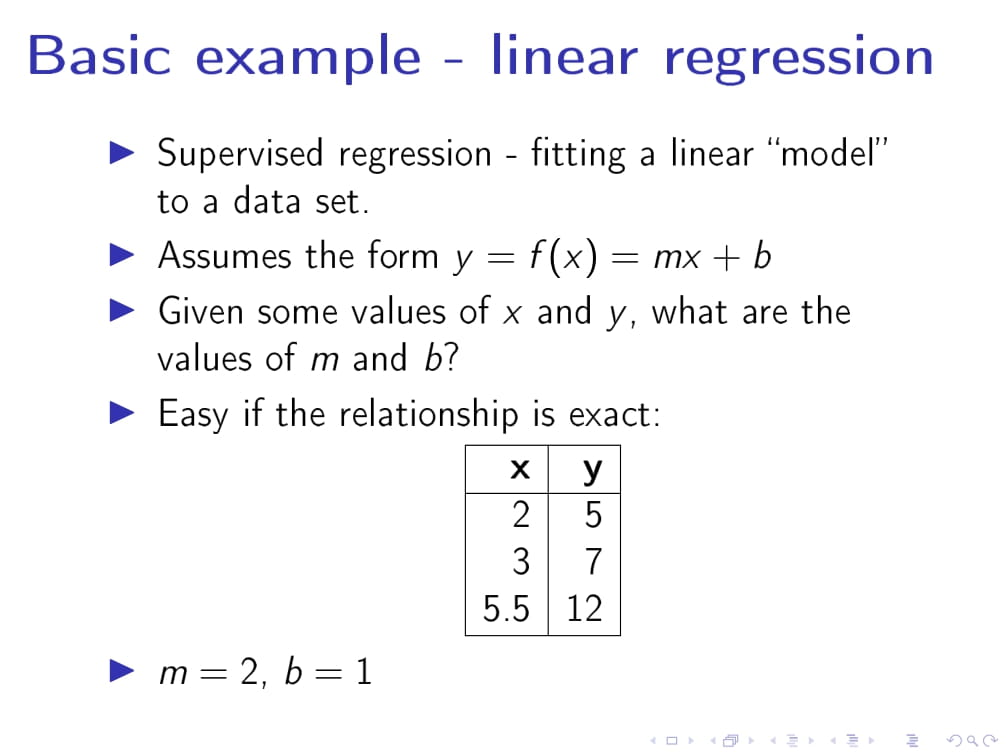 Basic example - linear regression
▶ Supervised regression - fitting a linear “model”
to a data set.
▶ Assumes the form y = f(x) = mx + b
▶ Given some values of x and y, what are the
values of m and b?
▶ Easy if the relationship is exact:
x y
2 5
3 7
5.5 12
▶ m = 2, b = 1